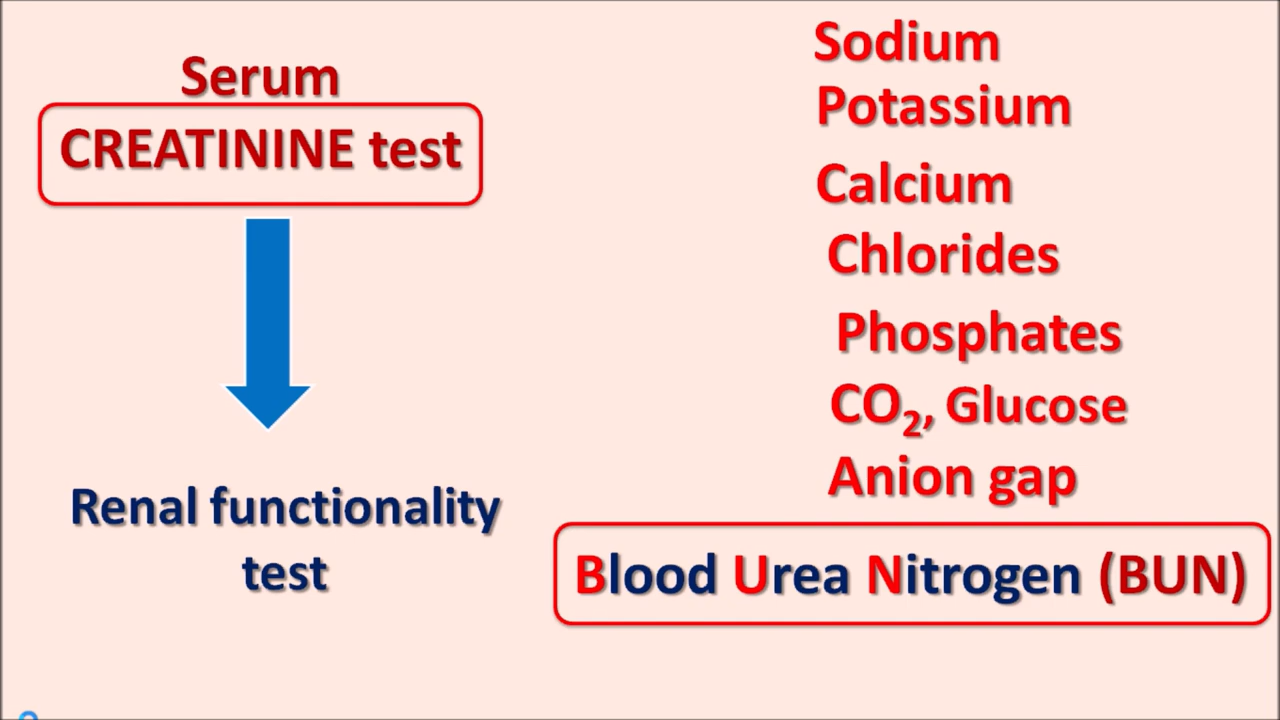 Serum
CREATININE test
Renal functionality
test
Sodium
Potassium
Calcium
Chlorides
Phosphates
CO₂, Glucose
Anion gap
Blood Urea Nitrogen (BUN)